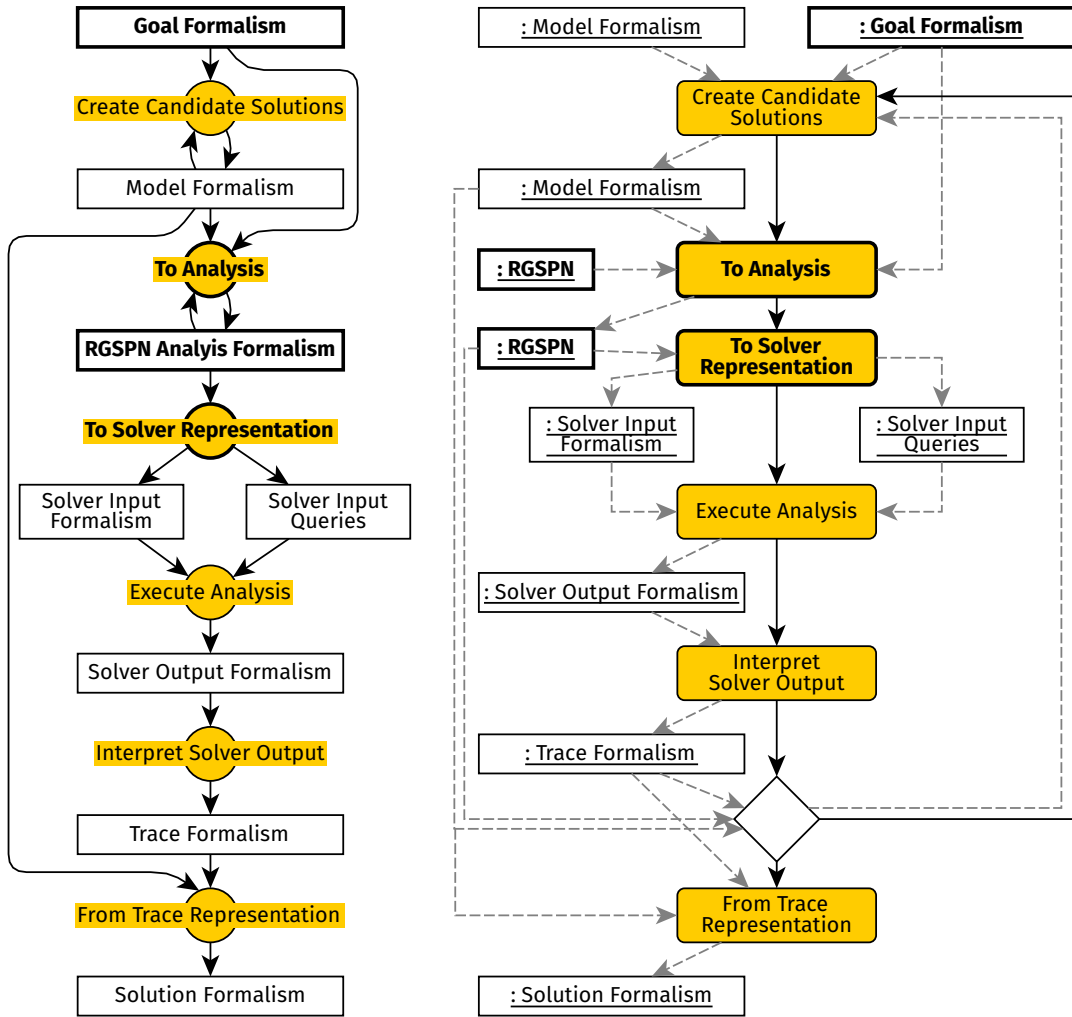 Goal Formalism
Create Candidate Solutions
Model Formalism
To Analysis
RGSPN Analyis Formalism
To Solver Representation
Solver Input
Formalism
Solver Input
Queries
Execute Analysis
Solver Output Formalism
Interpret Solver Output
Trace Formalism
From Trace Representation
Solution Formalism
: Model Formalism
: Goal Formalism
Create Candidate
Solutions
: Model Formalism
: RGSPN
To Analysis
: RGSPN
To Solver
Representation
: Solver Input
Formalism
: Solver Input
Queries
Execute Analysis
: Solver Output Formalism
Interpret
Solver Output
: Trace Formalism
From Trace
Representation
: Solution Formalism